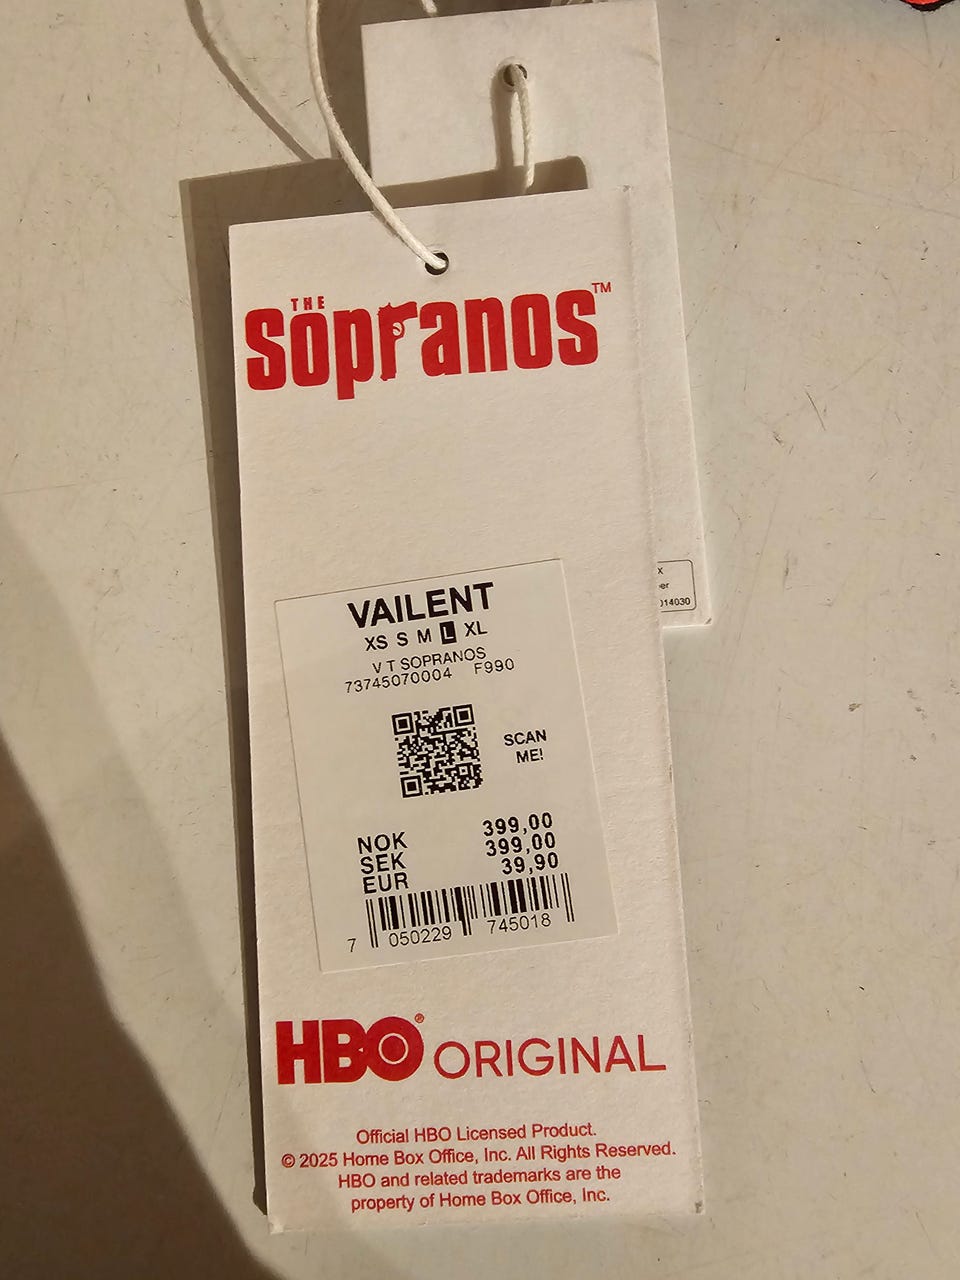 THE
Sopranos™
VAILENT
XS S M L XL
V T SOPRANOS
73745070004 F990
SCAN
ME!
NOK 399,00
SEK 399,00
EUR 39,90
7 050229 745018
HBO® ORIGINAL
Official HBO Licensed Product.
© 2025 Home Box Office, Inc. All Rights Reserved.
HBO and related trademarks are the
property of Home Box Office, Inc.
X
er
014030